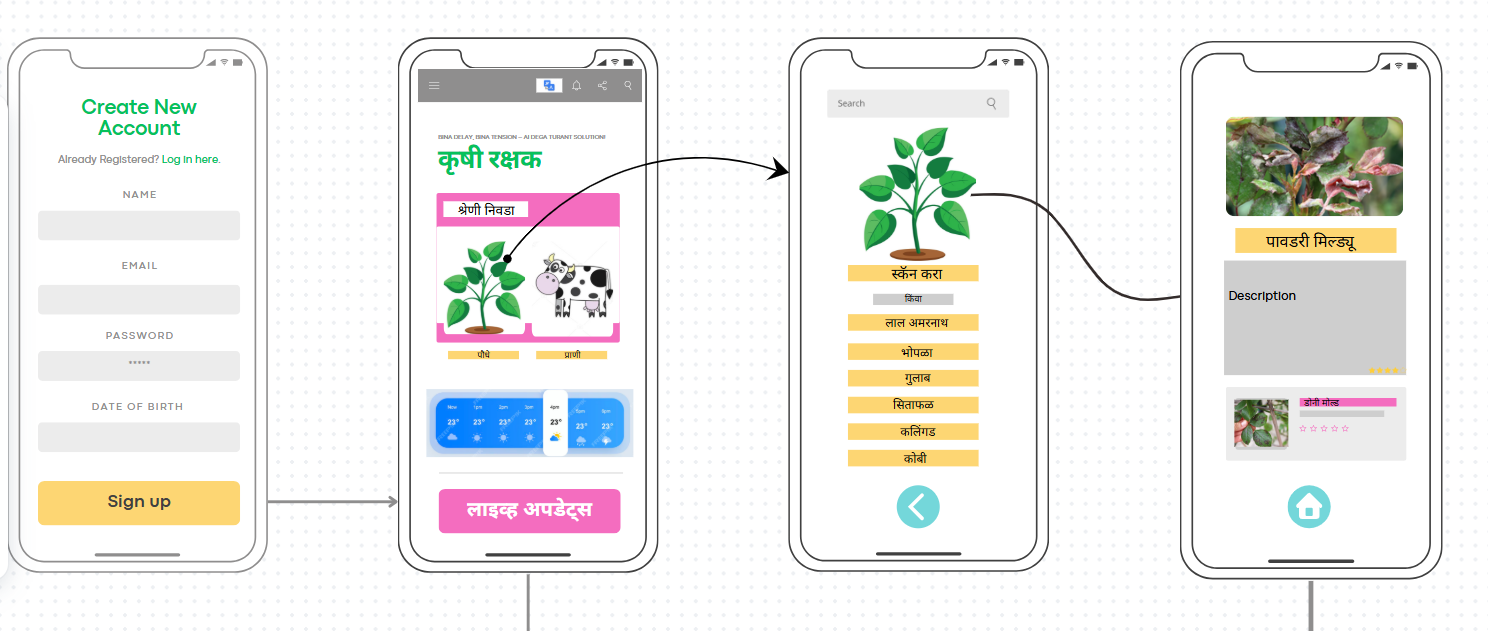 Create New
Account
Already Registered? Log in here.
NAME
EMAIL
PASSWORD
*****
DATE OF BIRTH
Sign up
BINA DELAY, BINA TENSION – AI DEGA TURANT SOLUTION!
कृषी रक्षक
श्रेणी निवडा
पौधे
प्राणी
Now 1pm 2pm 3pm 4pm 5pm 6pm
23° 23° 23° 23° 23° 23° 23°
लाइव्ह अपडेट्स
Search
स्कॅन करा
किंवा
लाल अमरनाथ
भोपळा
गुलाब
सिताफळ
कलिंगड
कोबी
पावडरी मिल्ड्यू
Description
डोनी मोल्ड